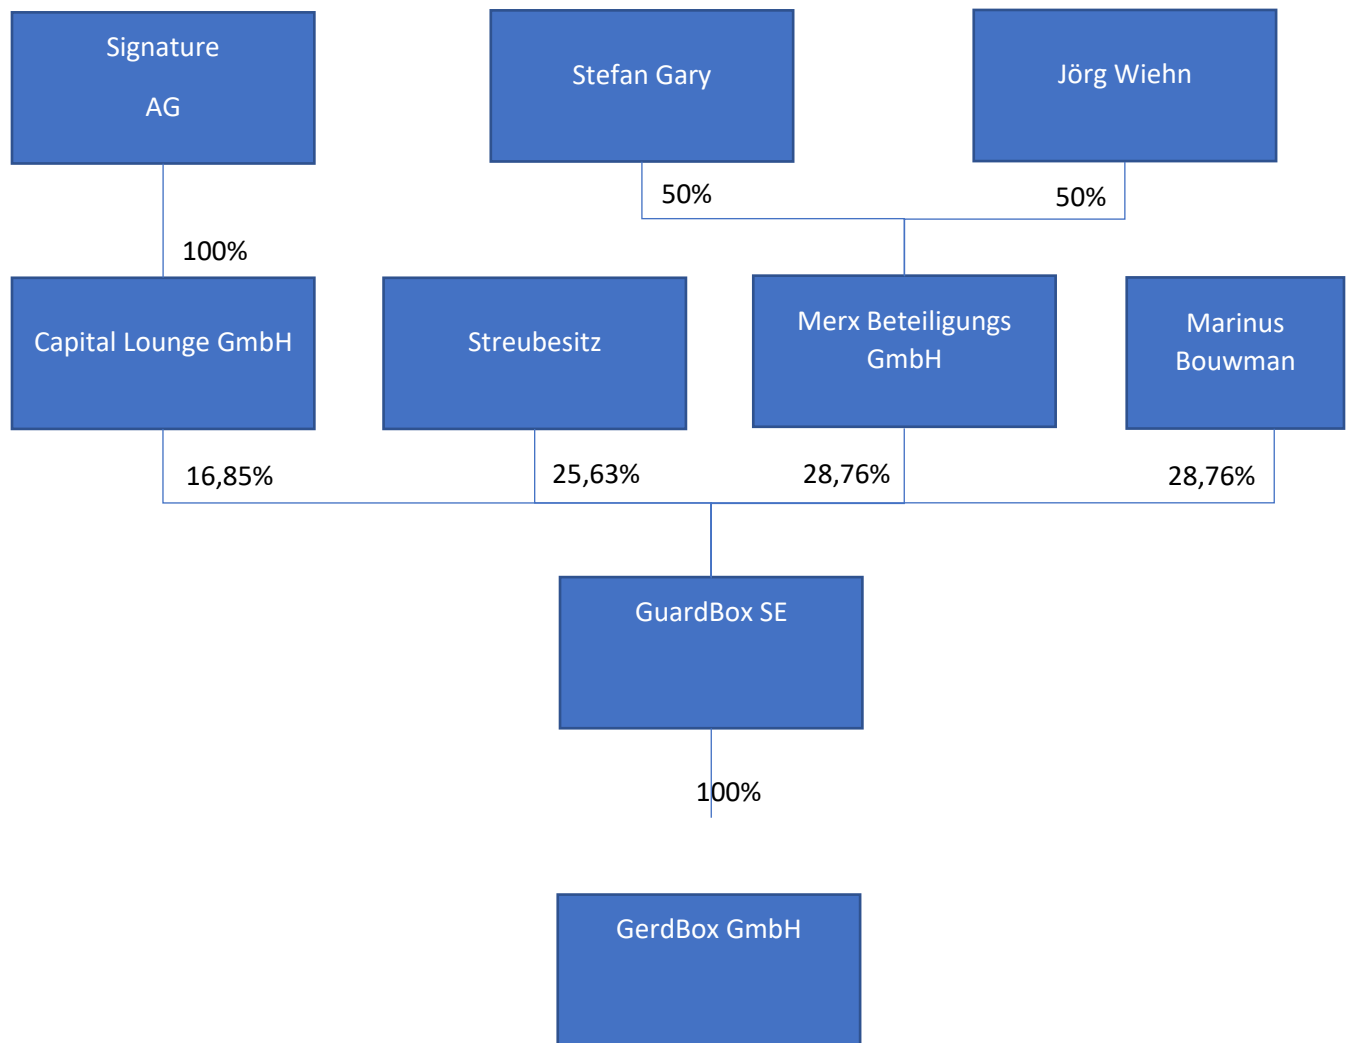 Signature
AG
Stefan Gary
Jörg Wiehn
50%
50%
100%
Capital Lounge GmbH
Streubesitz
Merx Beteiligungs
GmbH
Marinus
Bouwman
16,85%
25,63%
28,76%
28,76%
GuardBox SE
100%
GerdBox GmbH